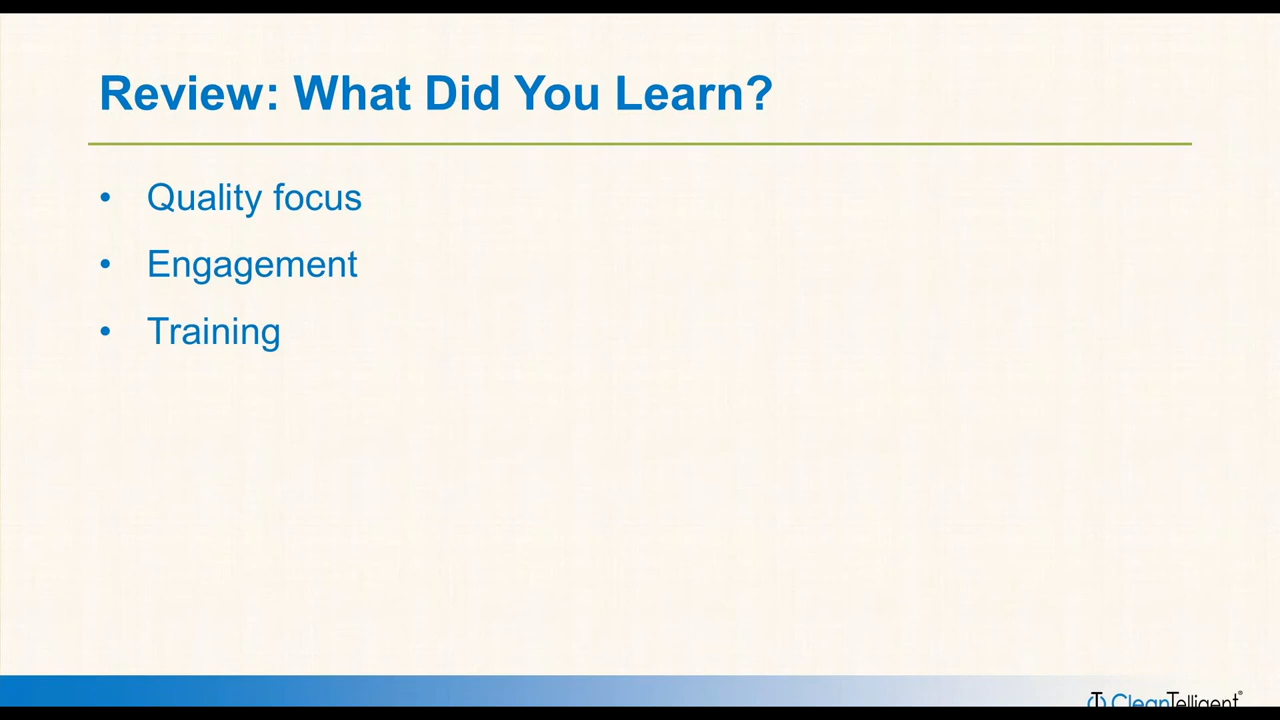 Review: What Did You Learn?
• Quality focus
• Engagement
• Training
CleanTelligent®